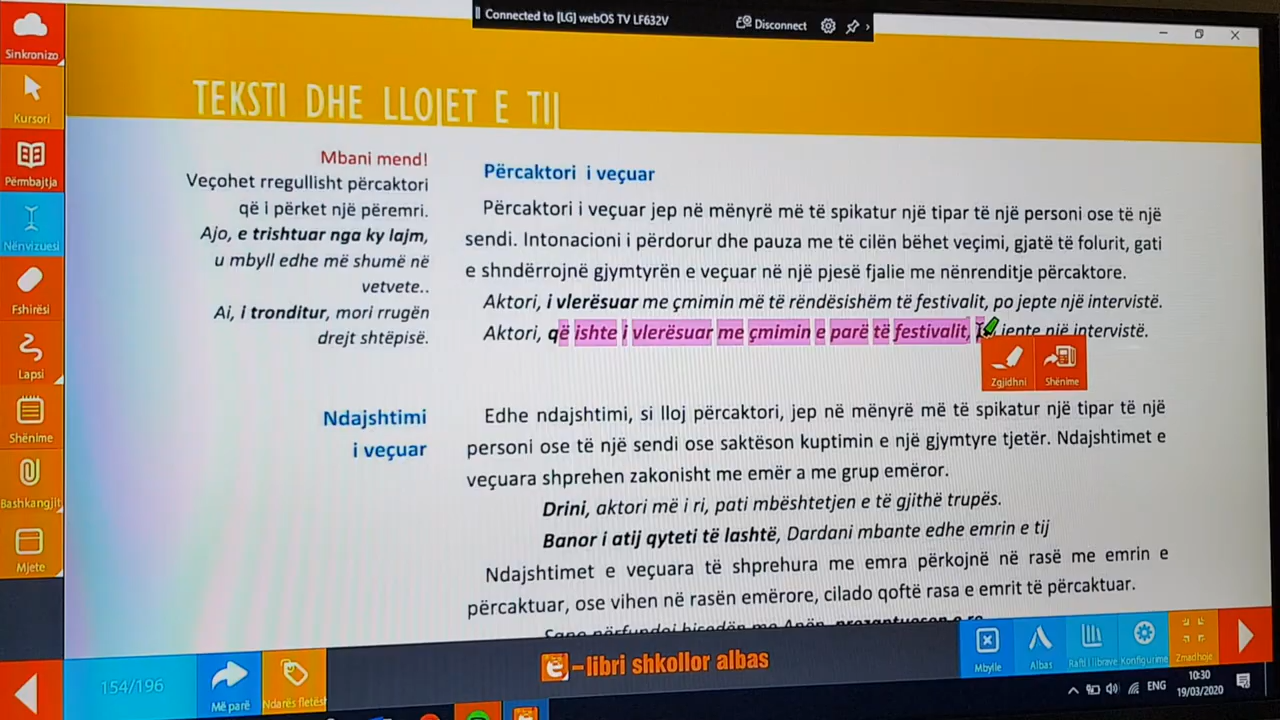 Connected to [LG] webOS TV LF632V
Disconnect
Sinkronizo
Kursori
Përmbajtja
Nënvizuesi
Fshirësi
Lapsi
Shënime
Bashkangjit
Mjete
TEKSTI DHE LLOJET E TIJ
Mbani mend!
Veçohet rregullisht përcaktori
që i përket një përemri.
Ajo, e trishtuar nga ky lajm,
u mbyll edhe më shumë në
vetvete..
Ai, i tronditur, mori rrugën
drejt shtëpisë.
Përcaktori i veçuar
Përcaktori i veçuar jep në mënyrë më të spikatur një tipar të një personi ose të një
sendi. Intonacioni i përdorur dhe pauza me të cilën bëhet veçimi, gjatë të folurit, gati
e shndërrojnë gjymtyrën e veçuar në një pjesë fjalie me nënrenditje përcaktore.
Aktori, i vlerësuar me çmimin më të rëndësishëm të festivalit, po jepte një intervistë.
Aktori, që ishte i vlerësuar me çmimin e parë të festivalit, jepte një intervistë.
Zgjidhni
Shënime
Ndajshtimi
i veçuar
Edhe ndajshtimi, si lloj përcaktori, jep në mënyrë më të spikatur një tipar të një
personi ose të një sendi ose saktëson kuptimin e një gjymtyre tjetër. Ndajshtimet e
veçuara shprehen zakonisht me emër a me grup emëror.
Drini, aktori më i ri, pati mbështetjen e të gjithë trupës.
Banor i atij qyteti të lashtë, Dardani mbante edhe emrin e tij
Ndajshtimet e veçuara të shprehura me emra përkojnë në rasë me emrin e
përcaktuar, ose vihen në rasën emërore, cilado qoftë rasa e emrit të përcaktuar.
154/196
Më parë
Ndarës fletësh
e-libri shkollor albas
Mbylle
Albas
Rafti i librave
Konfigurime
Zmadhoje
ENG
10:30
19/03/2020